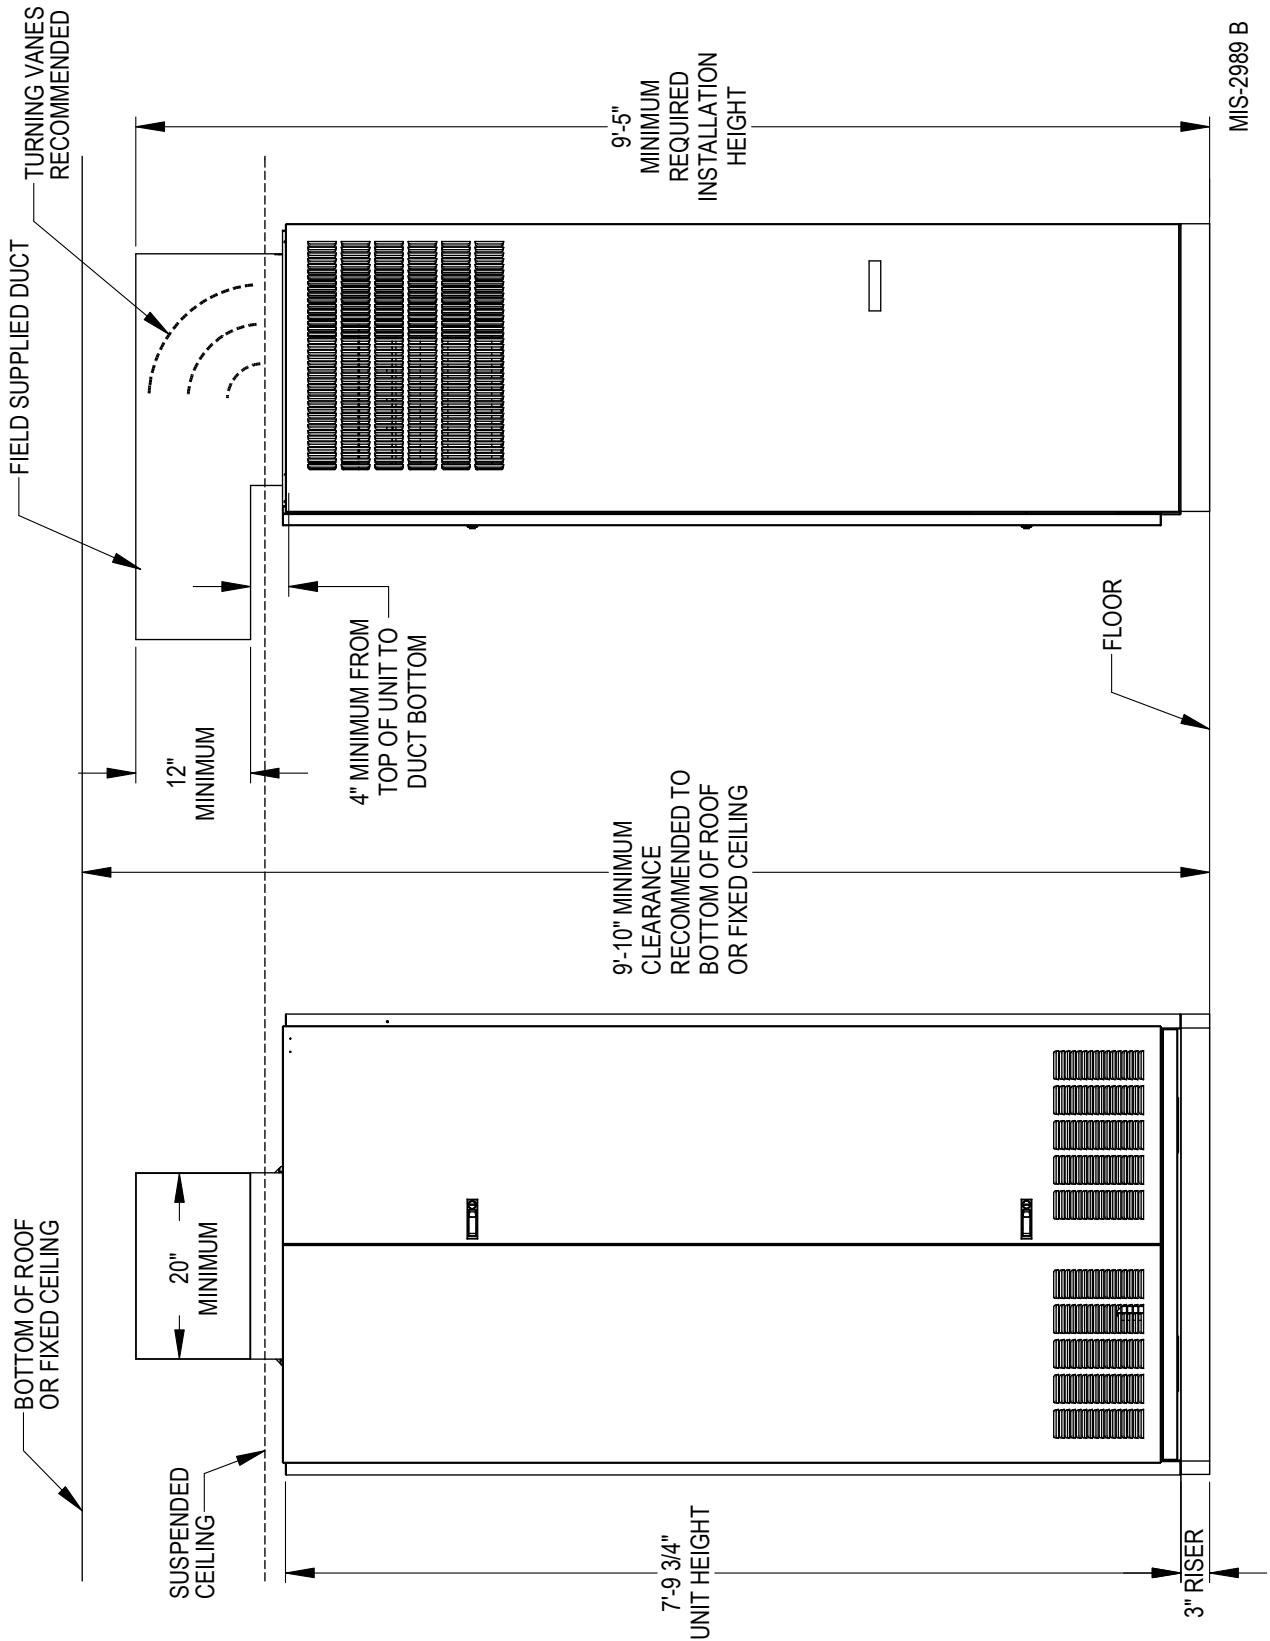 BOTTOM OF ROOF
OR FIXED CEILING
FIELD SUPPLIED DUCT
TURNING VANES
RECOMMENDED
SUSPENDED
CEILING
20"
MINIMUM
12"
MINIMUM
4" MINIMUM FROM
TOP OF UNIT TO
DUCT BOTTOM
9'-5"
MINIMUM
REQUIRED
INSTALLATION
HEIGHT
7'-9 3/4"
UNIT HEIGHT
9'-10" MINIMUM
CLEARANCE
RECOMMENDED TO
BOTTOM OF ROOF
OR FIXED CEILING
FLOOR
3" RISER
MIS-2989 B